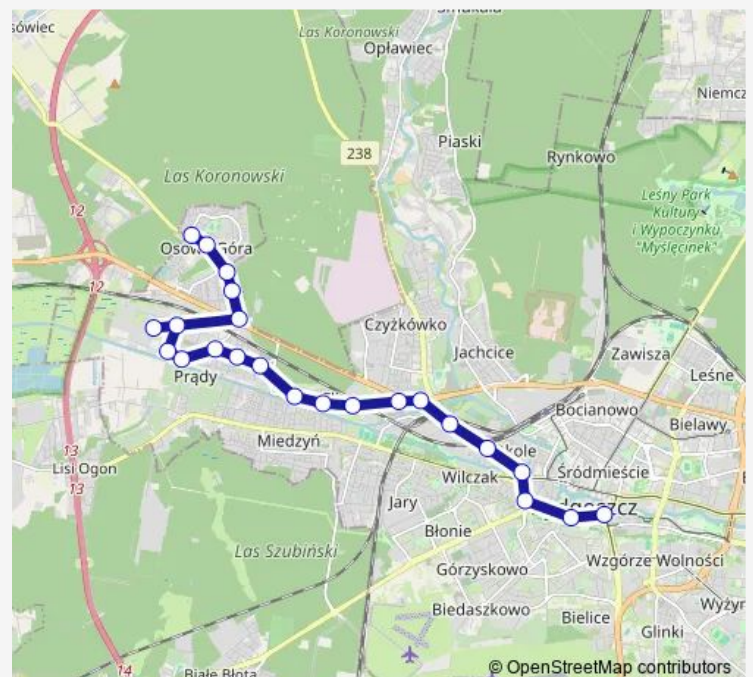 sówiec
Las Koronowski
Opławiec
Smukała
Niemcz
238
Piaski
Rynkowo
Las Koronowski
Leśny Park
Kultury
i Wypoczynku
"Myślęcinek"
12
Osowa Góra
12
Czyżkówko
Jachcice
Zawisza
Leśne
Prądy
Bocianowo
Bielawy
Miedzyń
Lisi Ogon
13
13
Wilczak
Śródmieście
Jary
Błonie
Las Szubiński
Górzyskowo
Wzgórze Wolności
Biedaszkowo
Bielice
Wyżyn
Glinki
14
Białe Błota
© OpenStreetMap contributors